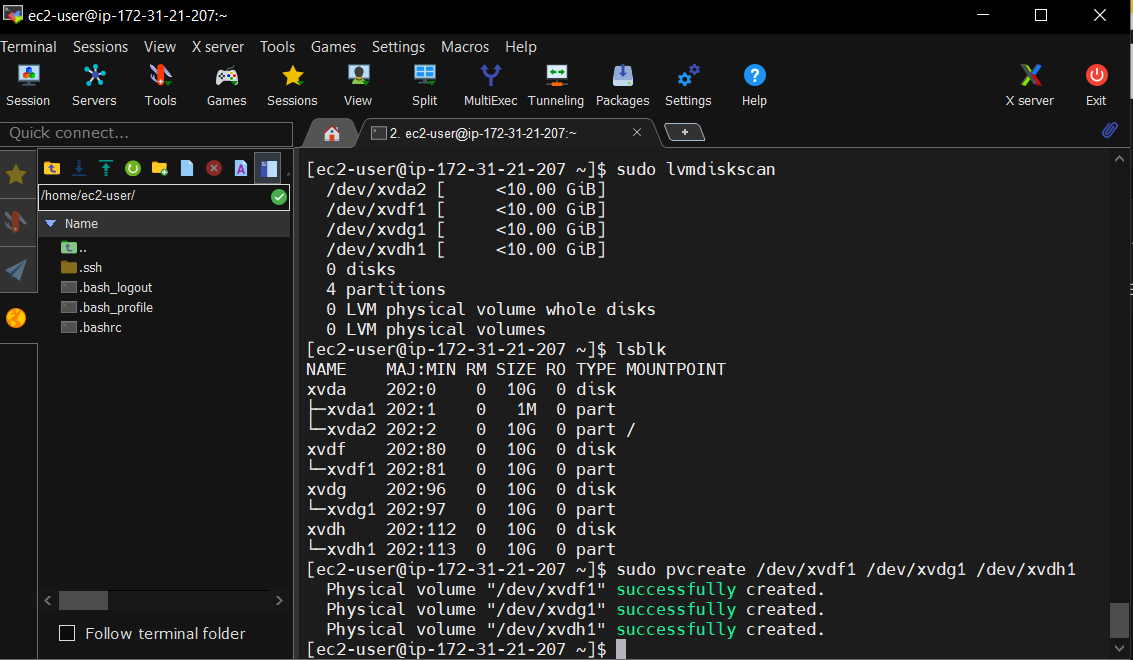 ec2-user@ip-172-31-21-207:~
Terminal Sessions View X server Tools Games Settings Macros Help
Session Servers Tools Games Sessions View Split MultiExec Tunneling Packages Settings Help X server Exit
Quick connect...
2. ec2-user@ip-172-31-21-207:~
/home/ec2-user/
Name
..
.ssh
.bash_logout
.bash_profile
.bashrc
Follow terminal folder
[ec2-user@ip-172-31-21-207 ~]$ sudo lvmdiskscan
  /dev/xvda2 [     <10.00 GiB]
  /dev/xvdf1 [     <10.00 GiB]
  /dev/xvdg1 [     <10.00 GiB]
  /dev/xvdh1 [     <10.00 GiB]
  0 disks
  4 partitions
  0 LVM physical volume whole disks
  0 LVM physical volumes
[ec2-user@ip-172-31-21-207 ~]$ lsblk
NAME    MAJ:MIN RM SIZE RO TYPE MOUNTPOINT
xvda    202:0    0  10G  0 disk
├─xvda1 202:1    0   1M  0 part
└─xvda2 202:2    0  10G  0 part /
xvdf    202:80   0  10G  0 disk
└─xvdf1 202:81   0  10G  0 part
xvdg    202:96   0  10G  0 disk
└─xvdg1 202:97   0  10G  0 part
xvdh    202:112  0  10G  0 disk
└─xvdh1 202:113  0  10G  0 part
[ec2-user@ip-172-31-21-207 ~]$ sudo pvcreate /dev/xvdf1 /dev/xvdg1 /dev/xvdh1
  Physical volume "/dev/xvdf1" successfully created.
  Physical volume "/dev/xvdg1" successfully created.
  Physical volume "/dev/xvdh1" successfully created.
[ec2-user@ip-172-31-21-207 ~]$